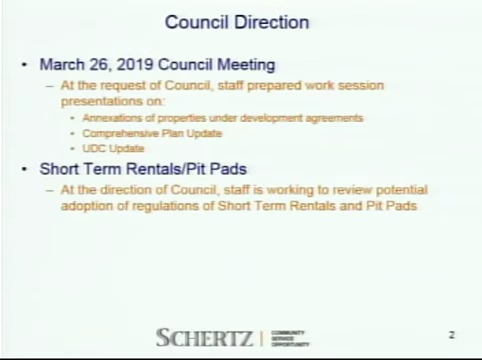 Council Direction
• March 26, 2019 Council Meeting
– At the request of Council, staff prepared work session
presentations on:
• Annexations of properties under development agreements
• Comprehensive Plan Update
• UDC Update
• Short Term Rentals/Pit Pads
– At the direction of Council, staff is working to review potential
adoption of regulations of Short Term Rentals and Pit Pads
SCHERTZ | COMMUNITY
SERVICE
OPPORTUNITY
2